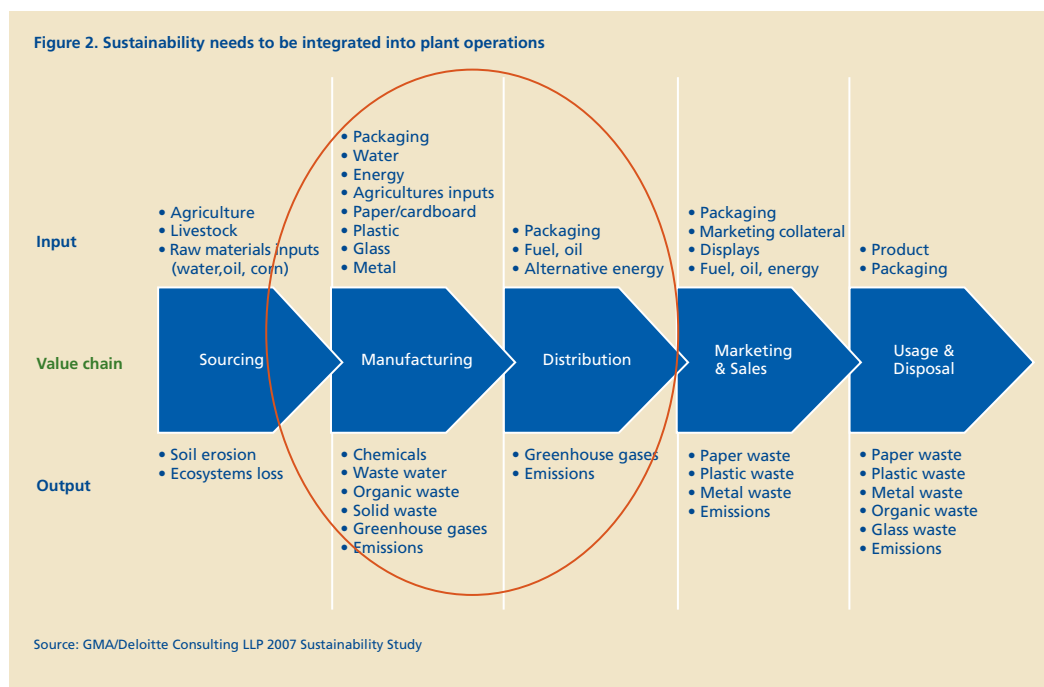 Figure 2. Sustainability needs to be integrated into plant operations
Input
• Agriculture
• Livestock
• Raw materials inputs
(water,oil, corn)
• Packaging
• Water
• Energy
• Agricultures inputs
• Paper/cardboard
• Plastic
• Glass
• Metal
• Packaging
• Fuel, oil
• Alternative energy
• Packaging
• Marketing collateral
• Displays
• Fuel, oil, energy
• Product
• Packaging
Value chain
Sourcing
Manufacturing
Distribution
Marketing
& Sales
Usage &
Disposal
Output
• Soil erosion
• Ecosystems loss
• Chemicals
• Waste water
• Organic waste
• Solid waste
• Greenhouse gases
• Emissions
• Greenhouse gases
• Emissions
• Paper waste
• Plastic waste
• Metal waste
• Emissions
• Paper waste
• Plastic waste
• Metal waste
• Organic waste
• Glass waste
• Emissions
Source: GMA/Deloitte Consulting LLP 2007 Sustainability Study